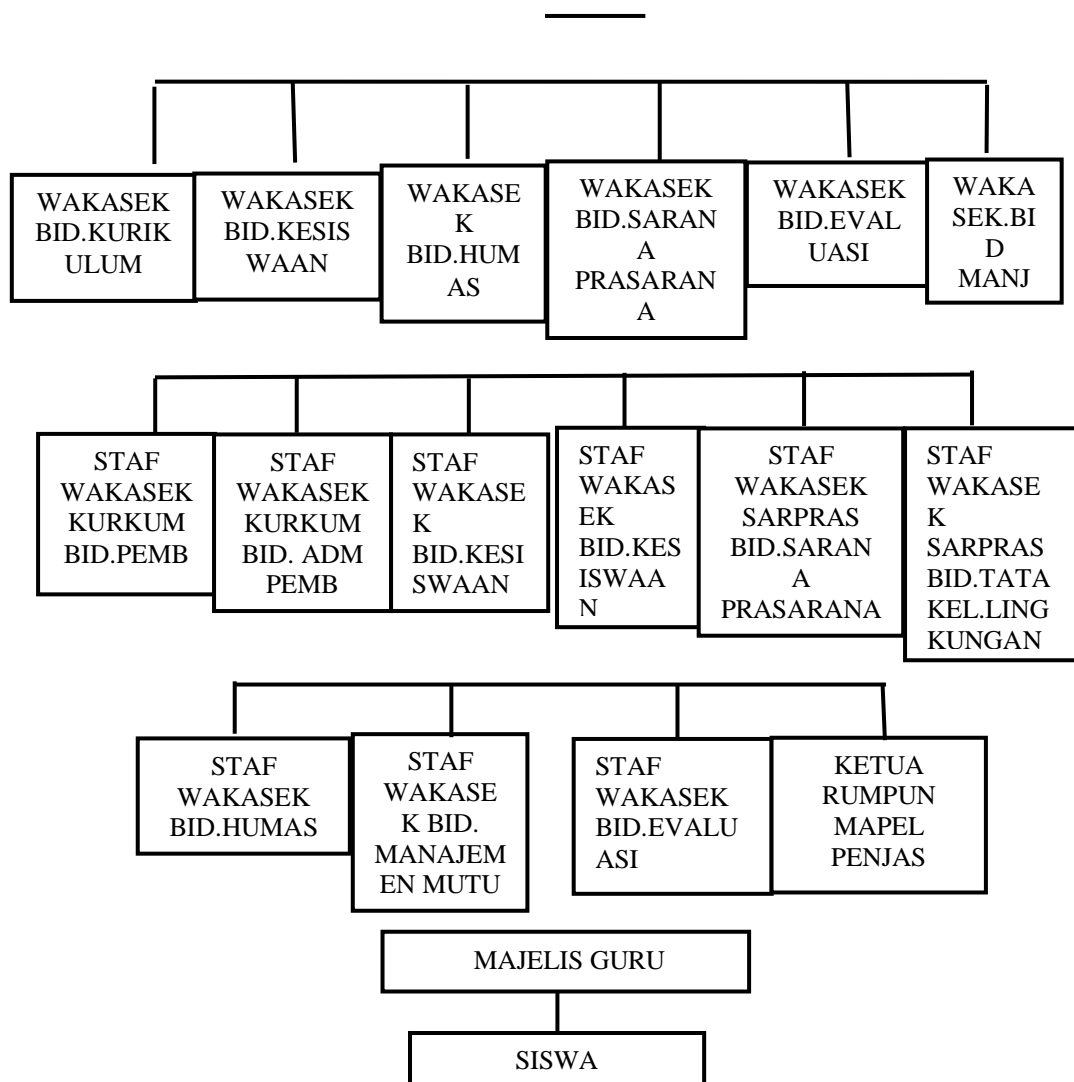 WAKASEK
BID.KURIK
ULUM
WAKASEK
BID.KESIS
WAAN
WAKASE
K
BID.HUM
AS
WAKASEK
BID.SARAN
A
PRASARAN
A
WAKASEK
BID.EVAL
UASI
WAKA
SEK.BI
D
MANJ
STAF
WAKASEK
KURKUM
BID.PEMB
STAF
WAKASEK
KURKUM
BID. ADM
PEMB
STAF
WAKASE
K
BID.KESI
SWAAN
STAF
WAKAS
EK
BID.KES
ISWAA
N
STAF
WAKASEK
SARPRAS
BID.SARAN
A
PRASARANA
STAF
WAKASE
K
SARPRAS
BID.TATA
KEL.LING
KUNGAN
STAF
WAKASEK
BID.HUMAS
STAF
WAKASE
K BID.
MANAJEM
EN MUTU
STAF
WAKASEK
BID.EVALU
ASI
KETUA
RUMPUN
MAPEL
PENJAS
MAJELIS GURU
SISWA